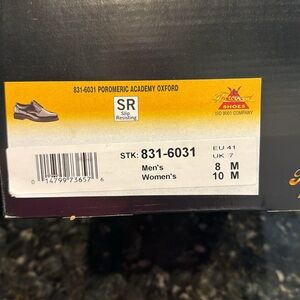 831-6031 POROMERIC ACADEMY OXFORD
SR
Slip
Resisting
SHOES
ISO 9001 COMPANY
STK: 831-6031
EU 41
UK 7
Men's 8 M
Women's 10 M
0 14799 73657 6